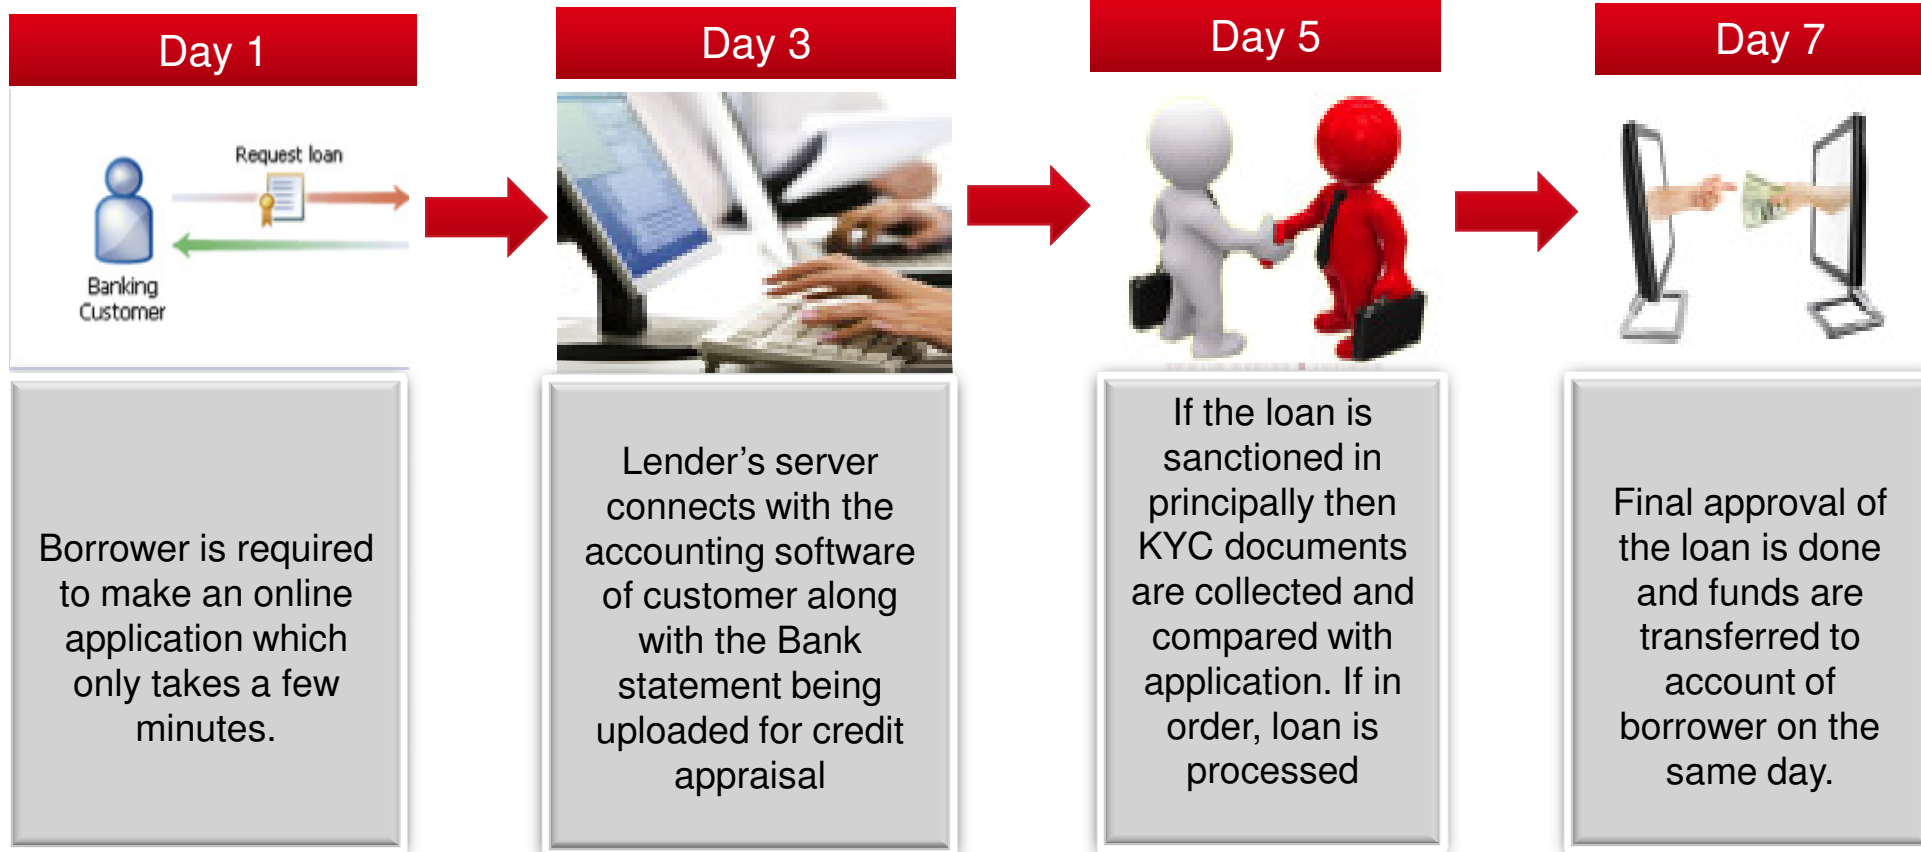 Day 1
Request loan
Banking
Customer
Borrower is required
to make an online
application which
only takes a few
minutes.
Day 3
Lender’s server
connects with the
accounting software
of customer along
with the Bank
statement being
uploaded for credit
appraisal
Day 5
If the loan is
sanctioned in
principally then
KYC documents
are collected and
compared with
application. If in
order, loan is
processed
Day 7
Final approval of
the loan is done
and funds are
transferred to
account of
borrower on the
same day.